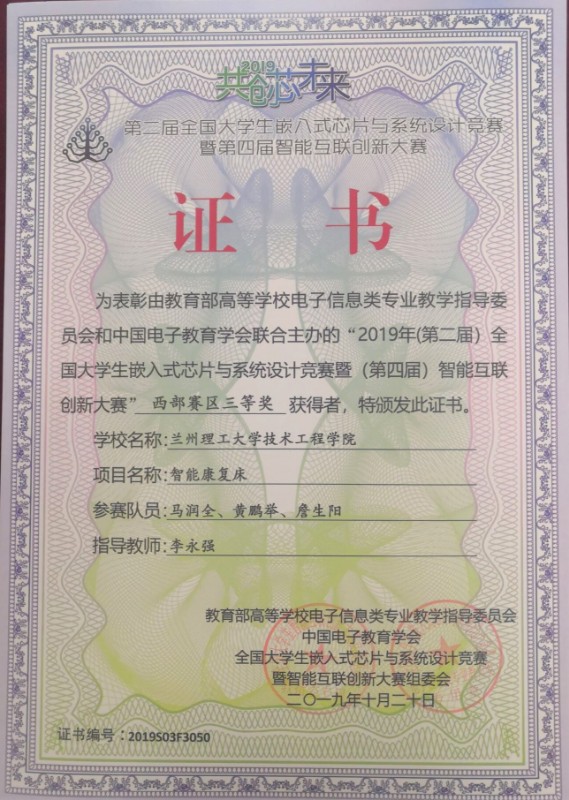 2019
共创芯未来
第二届全国大学生嵌入式芯片与系统设计竞赛
暨第四届智能互联创新大赛
证书
为表彰由教育部高等学校电子信息类专业教学指导委
员会和中国电子教育学会联合主办的“2019年(第二届）全
国大学生嵌入式芯片与系统设计竞赛暨（第四届）智能互联
创新大赛”西部赛区三等奖 获得者，特颁发此证书。
学校名称:兰州理工大学技术工程学院
项目名称:智能康复床
参赛队员:马润全、黄鹏举、詹生阳
指导教师:李永强
教育部高等学校电子信息类专业教学指导委员会
中国电子教育学会
全国大学生嵌入式芯片与系统设计竞赛
暨智能互联创新大赛组委会
二〇一九年十月二十日
证书编号：2019S03F3050